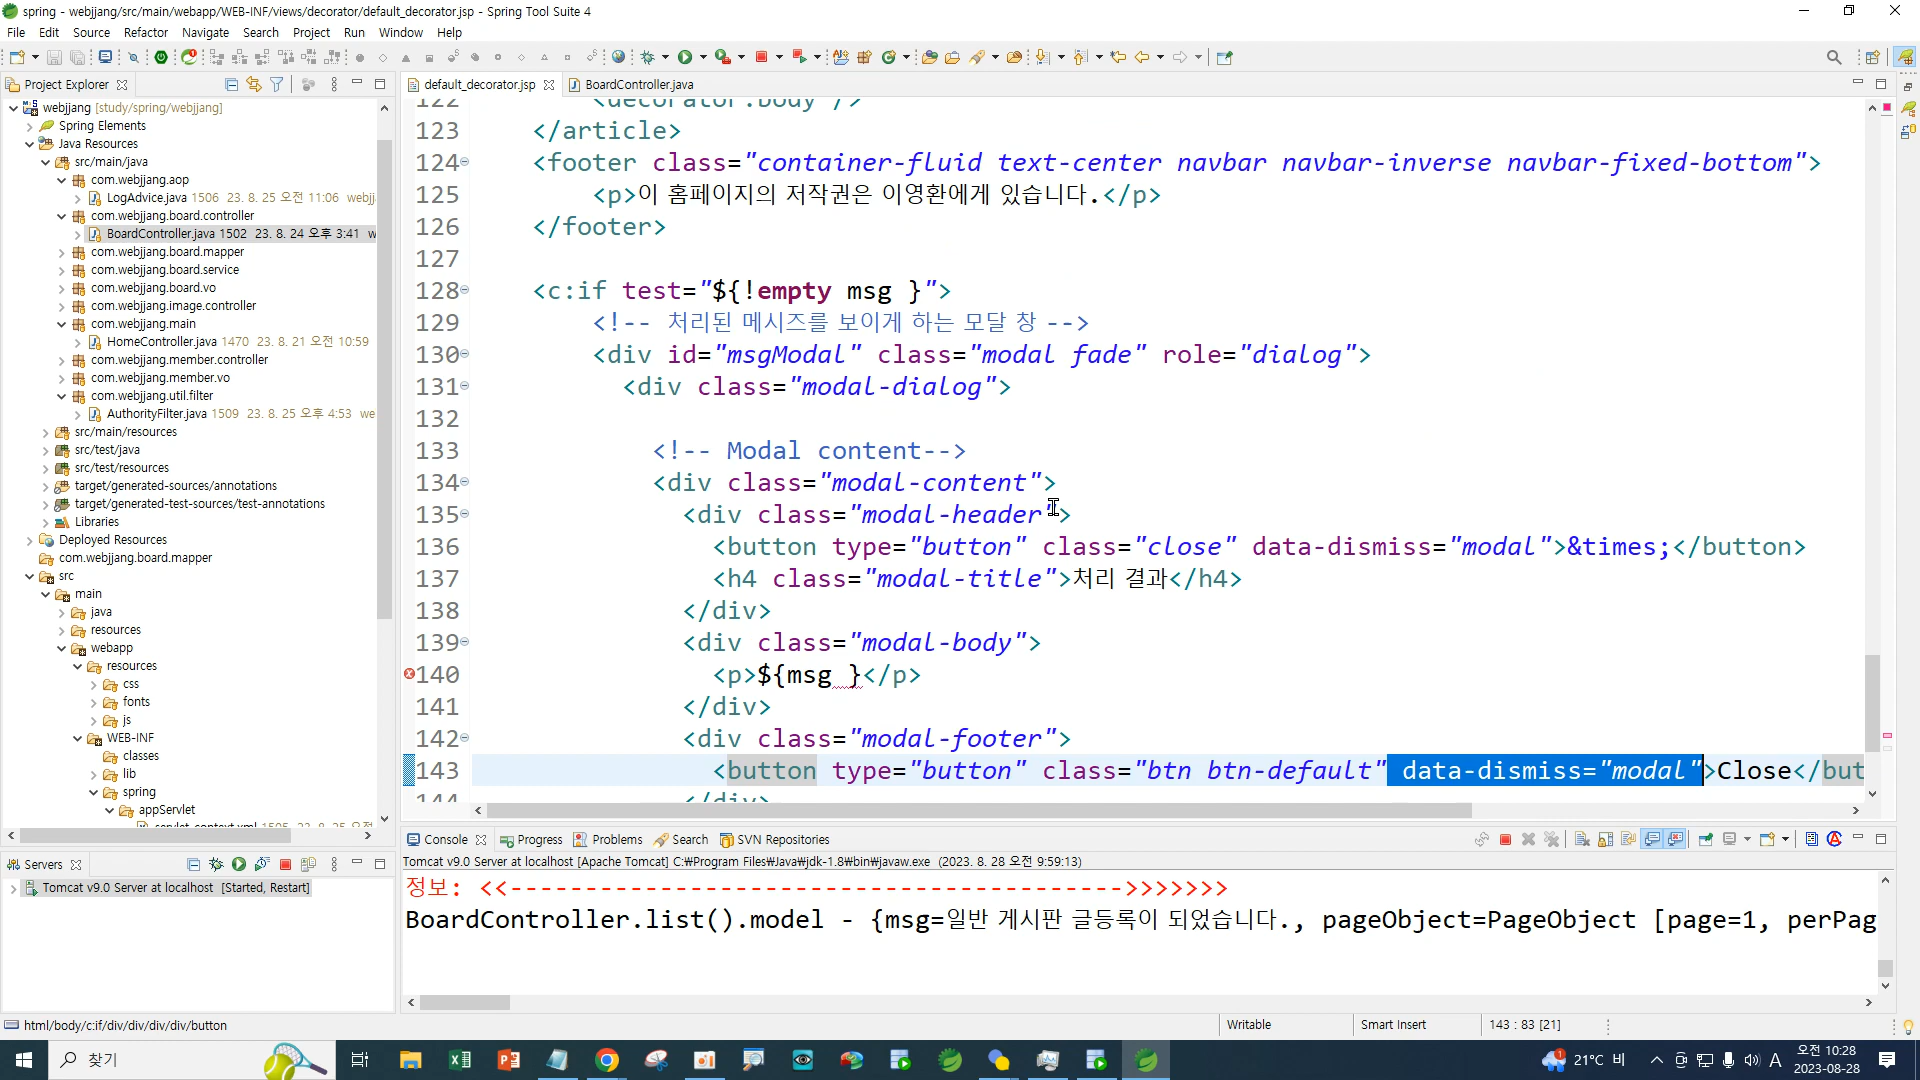 spring - webjjang/src/main/webapp/WEB-INF/views/decorator/default_decorator.jsp - Spring Tool Suite 4
File Edit Source Refactor Navigate Search Project Run Window Help
Project Explorer
default_decorator.jsp
BoardController.java
webjjang [study/spring/webjjang]
Spring Elements
Java Resources
src/main/java
com.webjjang.aop
LogAdvice.java 1506 23. 8. 25 오전 11:06 webjj
com.webjjang.board.controller
BoardController.java 1502 23. 8. 24 오후 3:41 w
com.webjjang.board.mapper
com.webjjang.board.service
com.webjjang.board.vo
com.webjjang.image.controller
com.webjjang.main
HomeController.java 1470 23. 8. 21 오전 10:59
com.webjjang.member.controller
com.webjjang.member.vo
com.webjjang.util.filter
AuthorityFilter.java 1509 23. 8. 25 오후 4:53 we
src/main/resources
src/test/java
src/test/resources
target/generated-sources/annotations
target/generated-test-sources/test-annotations
Libraries
Deployed Resources
com.webjjang.board.mapper
src
main
java
resources
webapp
resources
css
fonts
js
WEB-INF
classes
lib
spring
appServlet
servlet-context.xml 1505 23. 8. 25 오전
122 <decorator:body />
123 </article>
124 <footer class="container-fluid text-center navbar navbar-inverse navbar-fixed-bottom">
125 <p>이 홈페이지의 저작권은 이영환에게 있습니다.</p>
126 </footer>
127
128 <c:if test="${!empty msg }">
129 <!-- 처리된 메시즈를 보이게 하는 모달 창 -->
130 <div id="msgModal" class="modal fade" role="dialog">
131 <div class="modal-dialog">
132
133 <!-- Modal content-->
134 <div class="modal-content">
135 <div class="modal-header">
136 <button type="button" class="close" data-dismiss="modal">&times;</button>
137 <h4 class="modal-title">처리 결과</h4>
138 </div>
139 <div class="modal-body">
140 <p>${msg }</p>
141 </div>
142 <div class="modal-footer">
143 <button type="button" class="btn btn-default" data-dismiss="modal">Close</but
144 </div>
Servers
Tomcat v9.0 Server at localhost [Started, Restart]
Console Progress Problems Search SVN Repositories
Tomcat v9.0 Server at localhost [Apache Tomcat] C:₩Program Files₩Java₩jdk-1.8₩bin₩javaw.exe (2023. 8. 28 오전 9:59:13)
정보: <<----------------------------------------->>>>>>>
BoardController.list().model - {msg=일반 게시판 글등록이 되었습니다., pageObject=PageObject [page=1, perPag
html/body/c:if/div/div/div/div/button
Writable
Smart Insert
143 : 83 [21]
찾기
21°C 비
A
오전 10:28
2023-08-28